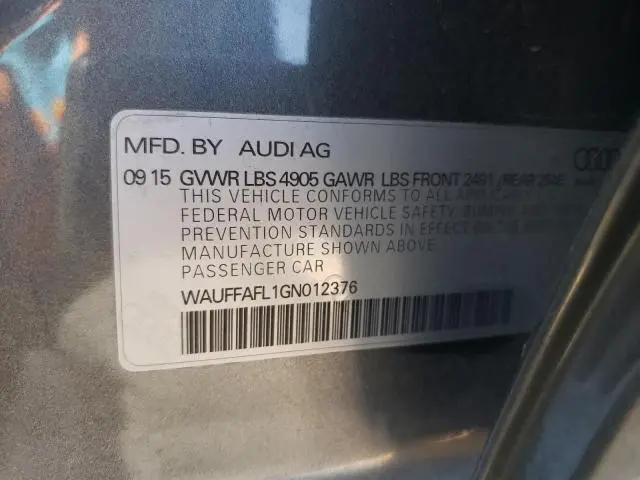 MFD. BY AUDI AG
09 15 GVWR LBS 4905 GAWR LBS FRONT 2491 /REAR
THIS VEHICLE CONFORMS TO ALL
FEDERAL MOTOR VEHICLE SAFETY,
PREVENTION STANDARDS IN EFFECT
MANUFACTURE SHOWN ABOVE.
PASSENGER CAR
WAUFFAFL1GN012376